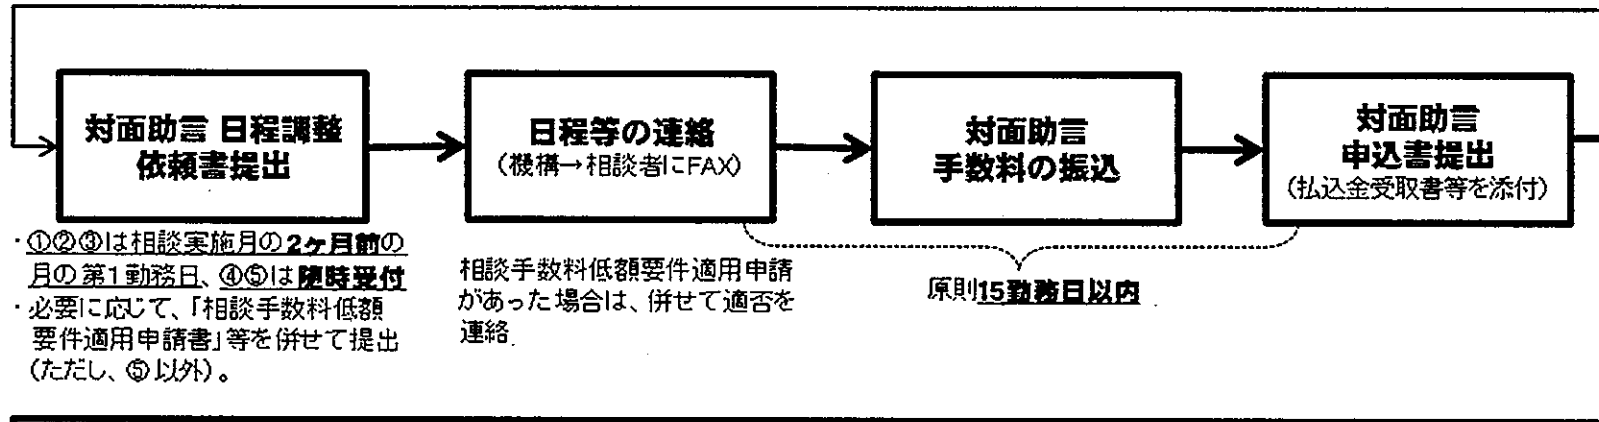 対面助言 日程調整
依頼書提出
日程等の連絡
(機構→相談者にFAX)
対面助言
手数料の振込
対面助言
申込書提出
(払込金受取書等を添付)
・①②③は相談実施月の2ヶ月前の
月の第1勤務日、④⑤は随時受付
・必要に応じて、「相談手数料低額
要件適用申請書」等を併せて提出
(ただし、⑤以外)。
相談手数料低額要件適用申請
があった場合は、併せて適否を
連絡
原則15勤務日以内